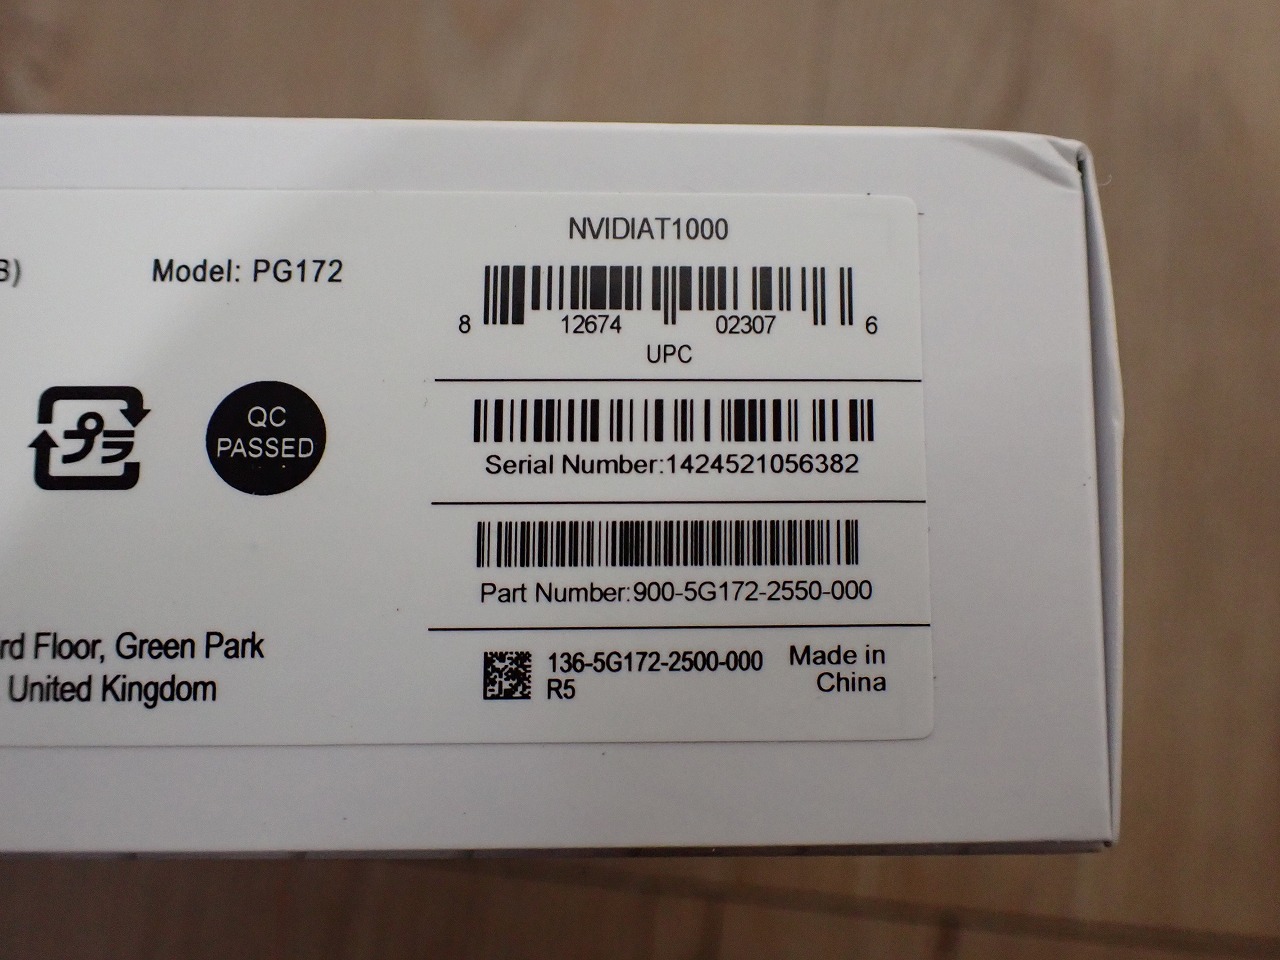 B)
Model: PG172
プラ
QC
PASSED
rd Floor, Green Park
United Kingdom
NVIDIAT1000
8 12674 02307 6
UPC
Serial Number:1424521056382
Part Number:900-5G172-2550-000
136-5G172-2500-000
R5
Made in
China